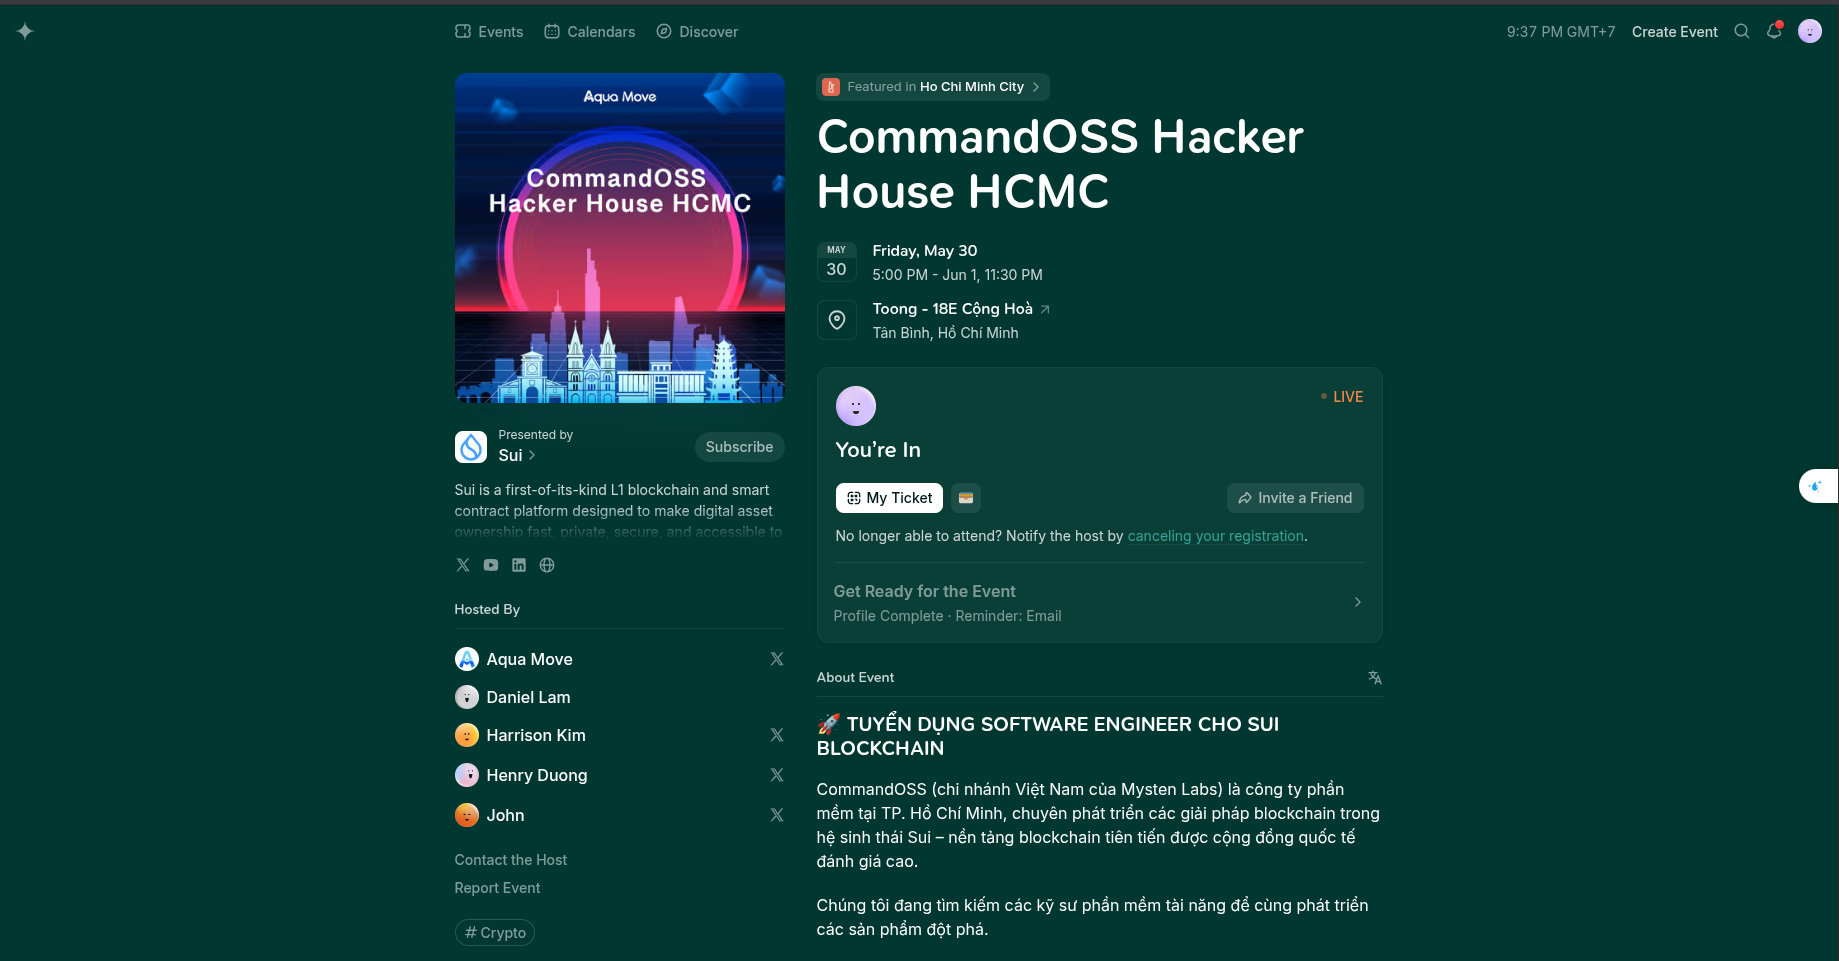 Events
Calendars
Discover
9:37 PM GMT+7
Create Event
Aqua Move
CommandOSS
Hacker House HCMC
Presented by
Sui
Subscribe
Sui is a first-of-its-kind L1 blockchain and smart
contract platform designed to make digital asset
ownership fast, private, secure, and accessible to
Hosted By
Aqua Move
Daniel Lam
Harrison Kim
Henry Duong
John
Contact the Host
Report Event
# Crypto
Featured in Ho Chi Minh City
CommandOSS Hacker
House HCMC
MAY
30
Friday, May 30
5:00 PM - Jun 1, 11:30 PM
Toong - 18E Cộng Hoà
Tân Bình, Hồ Chí Minh
LIVE
You’re In
My Ticket
Invite a Friend
No longer able to attend? Notify the host by canceling your registration.
Get Ready for the Event
Profile Complete · Reminder: Email
About Event
🚀 TUYỂN DỤNG SOFTWARE ENGINEER CHO SUI
BLOCKCHAIN
CommandOSS (chi nhánh Việt Nam của Mysten Labs) là công ty phần
mềm tại TP. Hồ Chí Minh, chuyên phát triển các giải pháp blockchain trong
hệ sinh thái Sui – nền tảng blockchain tiên tiến được cộng đồng quốc tế
đánh giá cao.
Chúng tôi đang tìm kiếm các kỹ sư phần mềm tài năng để cùng phát triển
các sản phẩm đột phá.